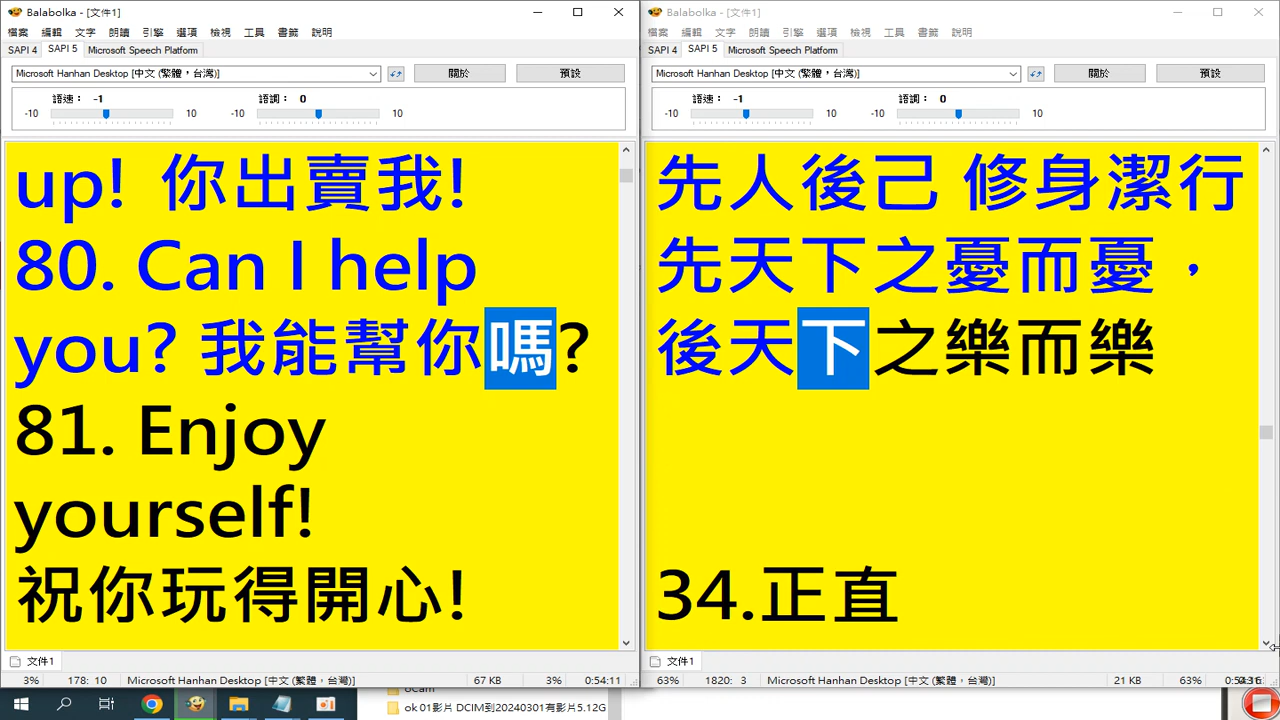 Balabolka - [文件1]
檔案 編輯 文字 朗讀 引擎 選項 檢視 工具 書籤 說明
SAPI 4 SAPI 5 Microsoft Speech Platform
Microsoft Hanhan Desktop [中文 (繁體，台灣)] 關於 預設
語速： -1 語調： 0
-10 10 -10 10
up! 你出賣我!
80. Can I help
you? 我能幫你嗎?
81. Enjoy
yourself!
祝你玩得開心!
文件1
3% 178: 10 Microsoft Hanhan Desktop [中文 (繁體，台灣)] 67 KB 3% 0:54:11
Balabolka - [文件1]
檔案 編輯 文字 朗讀 引擎 選項 檢視 工具 書籤 說明
SAPI 4 SAPI 5 Microsoft Speech Platform
Microsoft Hanhan Desktop [中文 (繁體，台灣)] 關於 預設
語速： -1 語調： 0
-10 10 -10 10
先人後己 修身潔行
先天下之憂而憂，
後天下之樂而樂
34.正直
文件1
63% 1820: 3 Microsoft Hanhan Desktop [中文 (繁體，台灣)] 21 KB 63%
oCam
ok 01影片 DCIM到20240301有影片5.12G